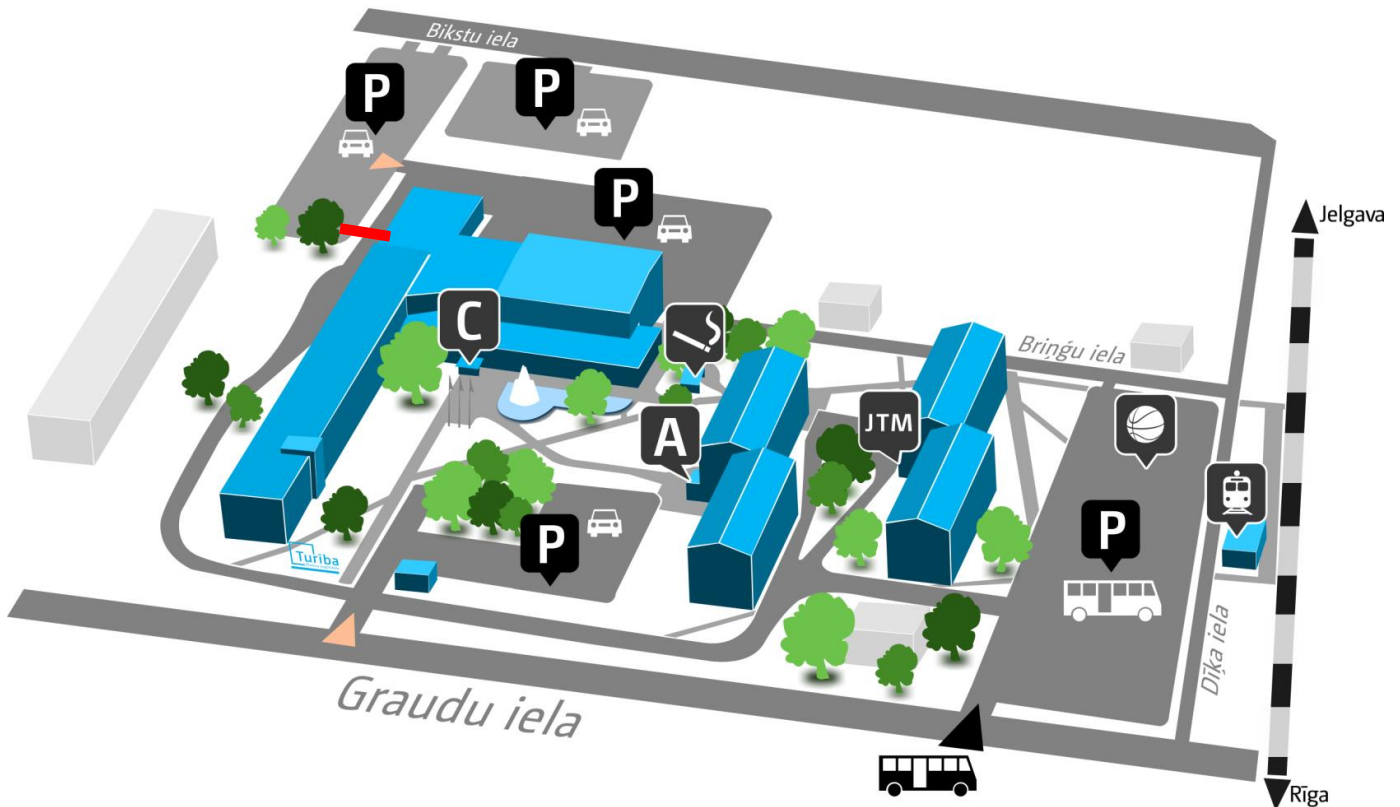 Bikstu iela
P
P
P
Jelgava
C
Briņģu iela
A
JTM
P
P
Turība
Dīķa iela
Graudu iela
Rīga